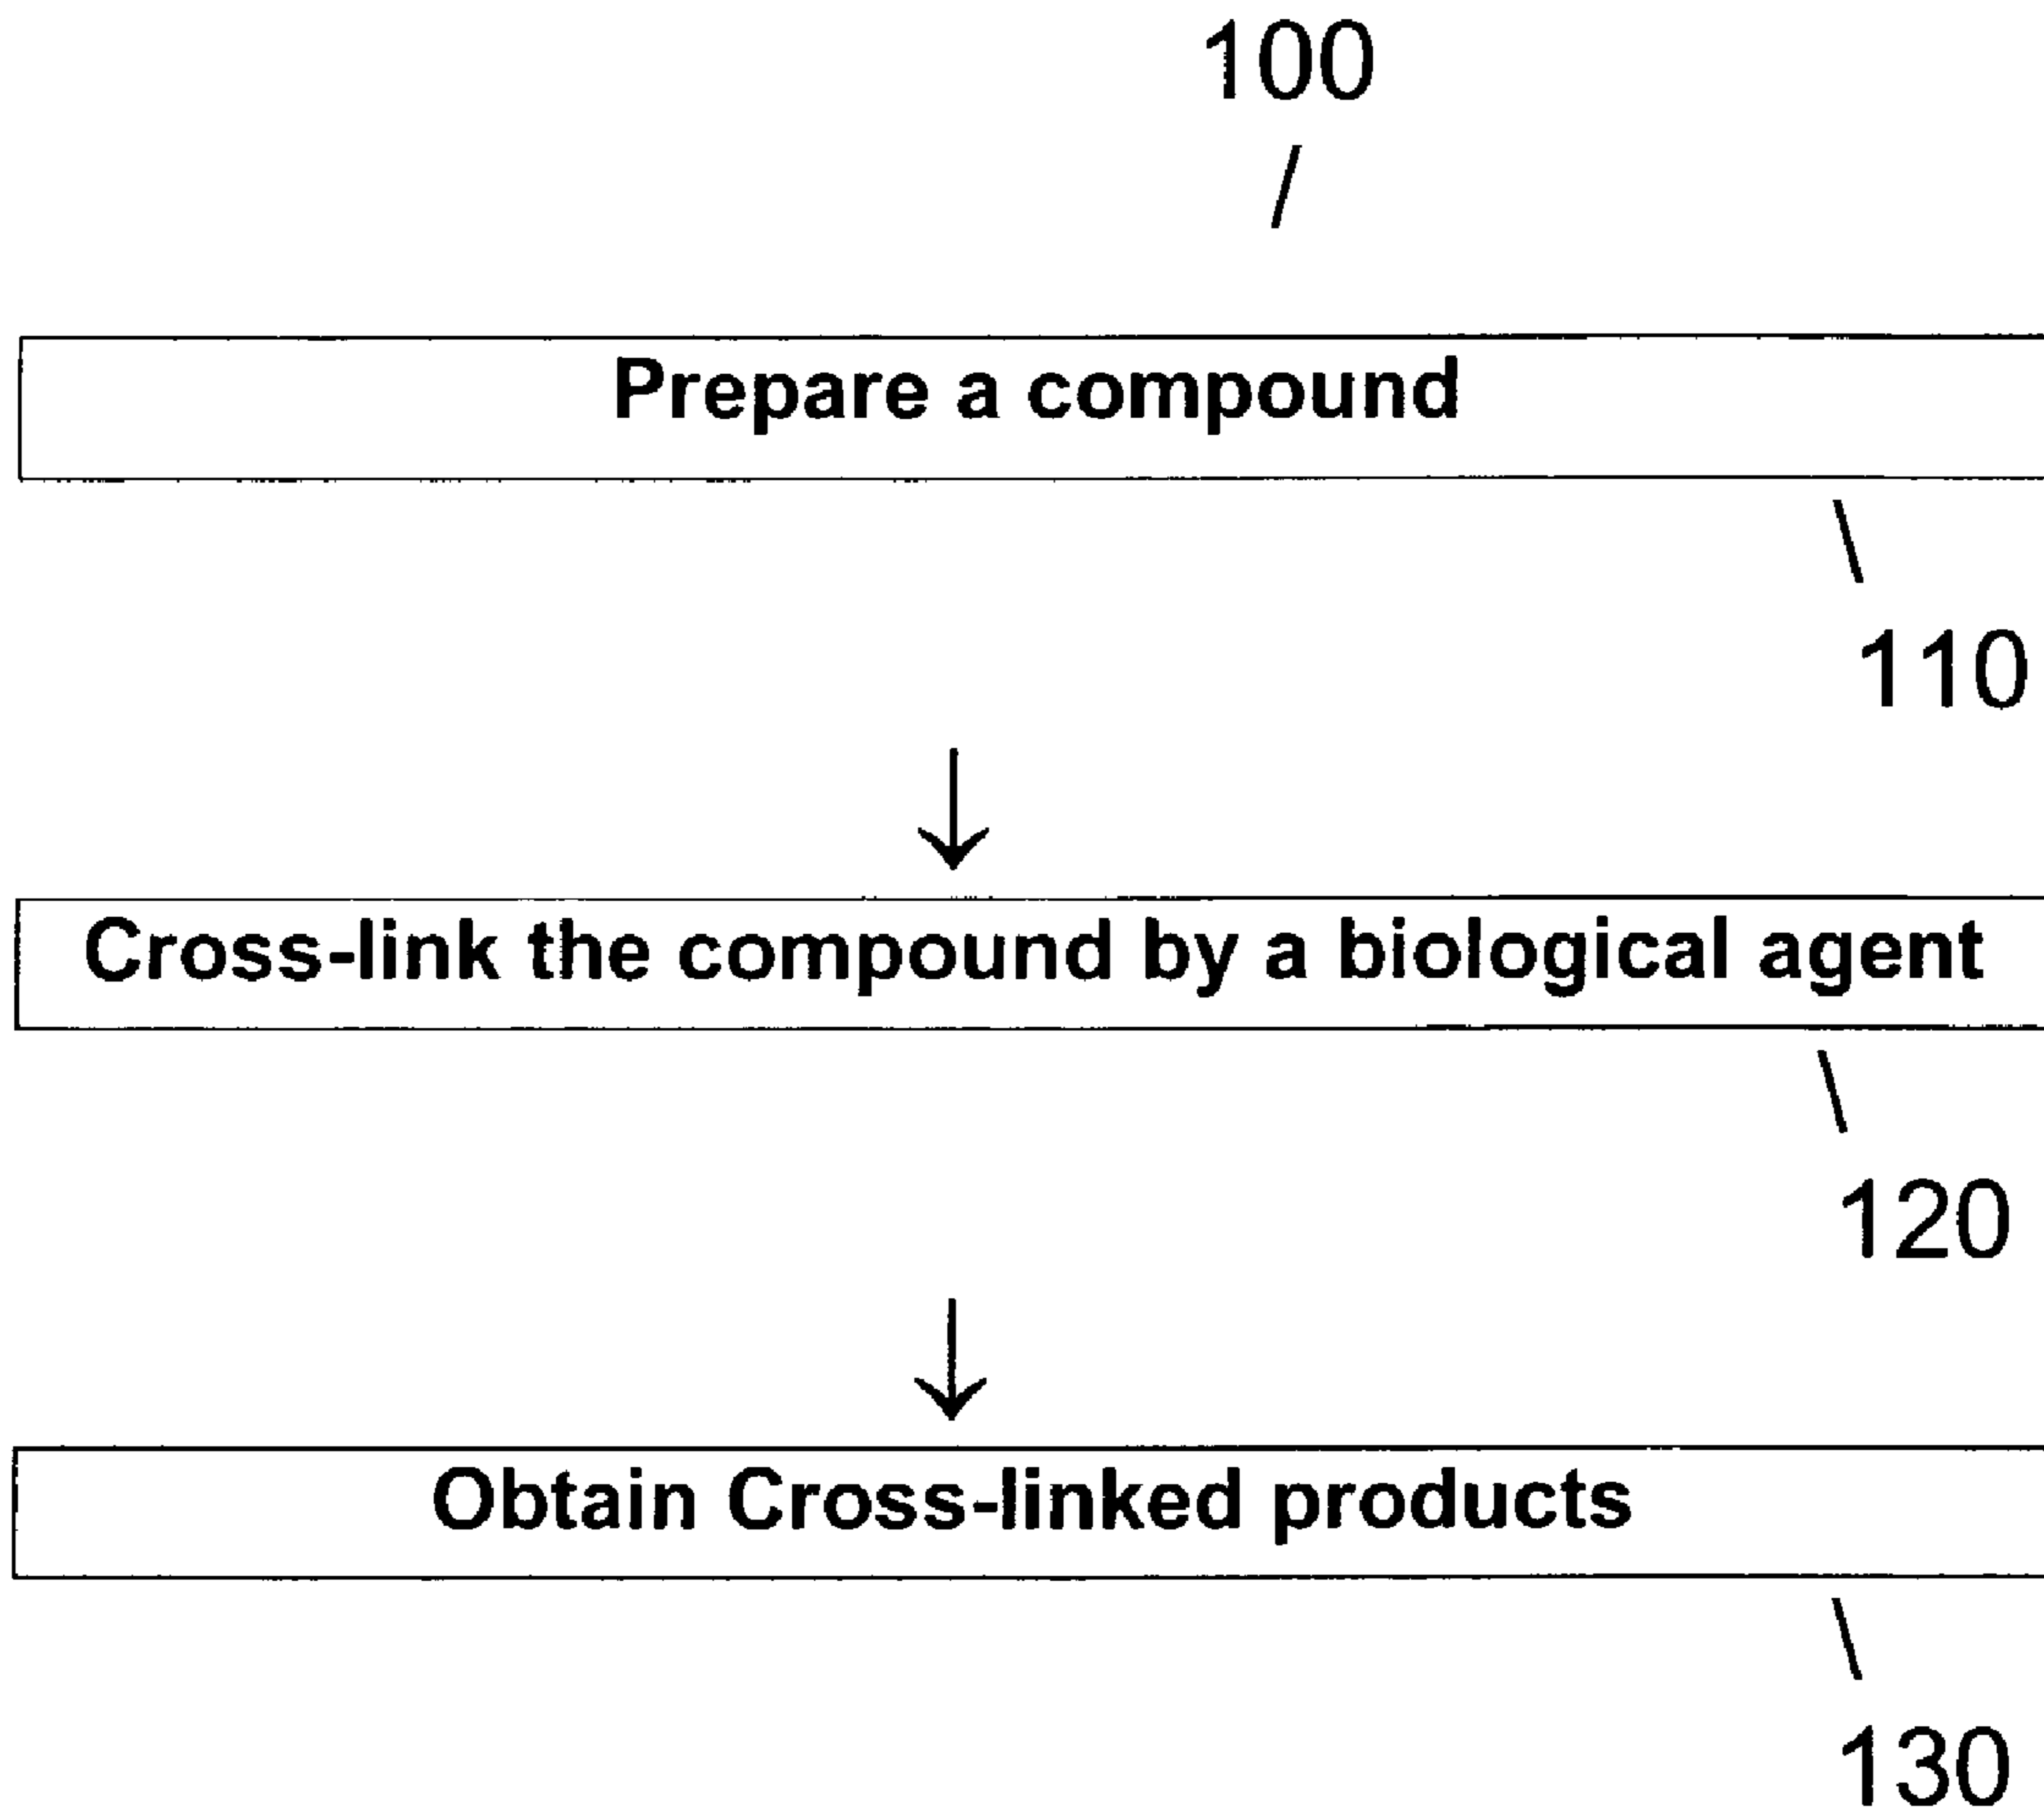 100
Prepare a compound
110
Cross-link the compound by a biological agent
120
Obtain Cross-linked products
130